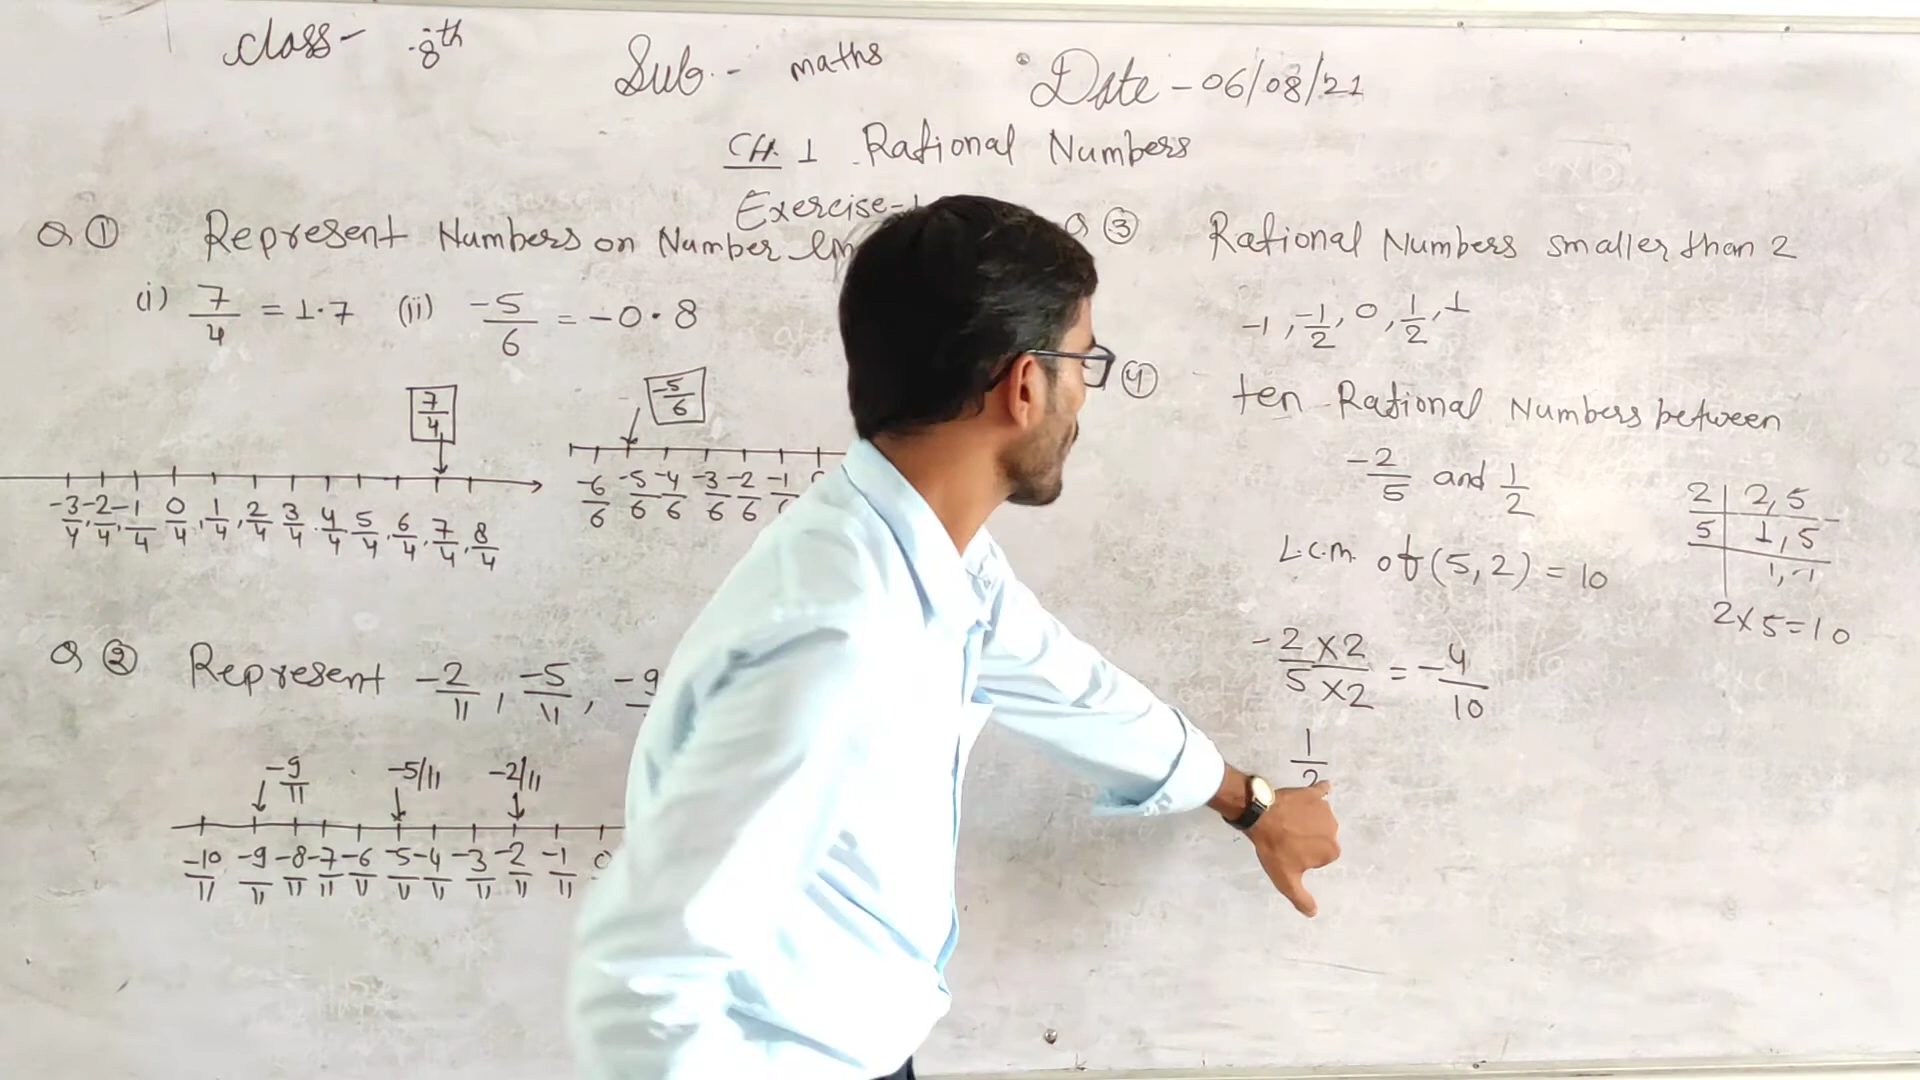 class - 8th
Sub. - maths
Date - 06/08/21
CH. 1 Rational Numbers
Exercise-
Q ① Represent Numbers on Number
(i) 7/4 = 1.7 (ii) -5/6 = -0.8
7/4
-3/4, -2/4, -1/4 0/4, 1/4, 2/4 3/4 4/4 5/4, 6/4, 7/4, 8/4
-5/6
-6/6 -5/6 -4/6 -3/6 -2/6 -1/
Q ② Represent -2/11, -5/11, -9
-9/11 -5/11 -2/11
-10/11 -9/11 -8/11 -7/11 -6/11 -5/11 -4/11 -3/11 -2/11 -1/11 0
Q ③ Rational Numbers smaller than 2
-1, -1/2, 0, 1/2, 1
④ ten Rational Numbers between
-2/5 and 1/2
L.C.M. of (5,2) = 10
2 | 2, 5
5 | 1, 5
1, 1
2 x 5 = 10
-2 x 2/5 x 2 = -4/10
1/2